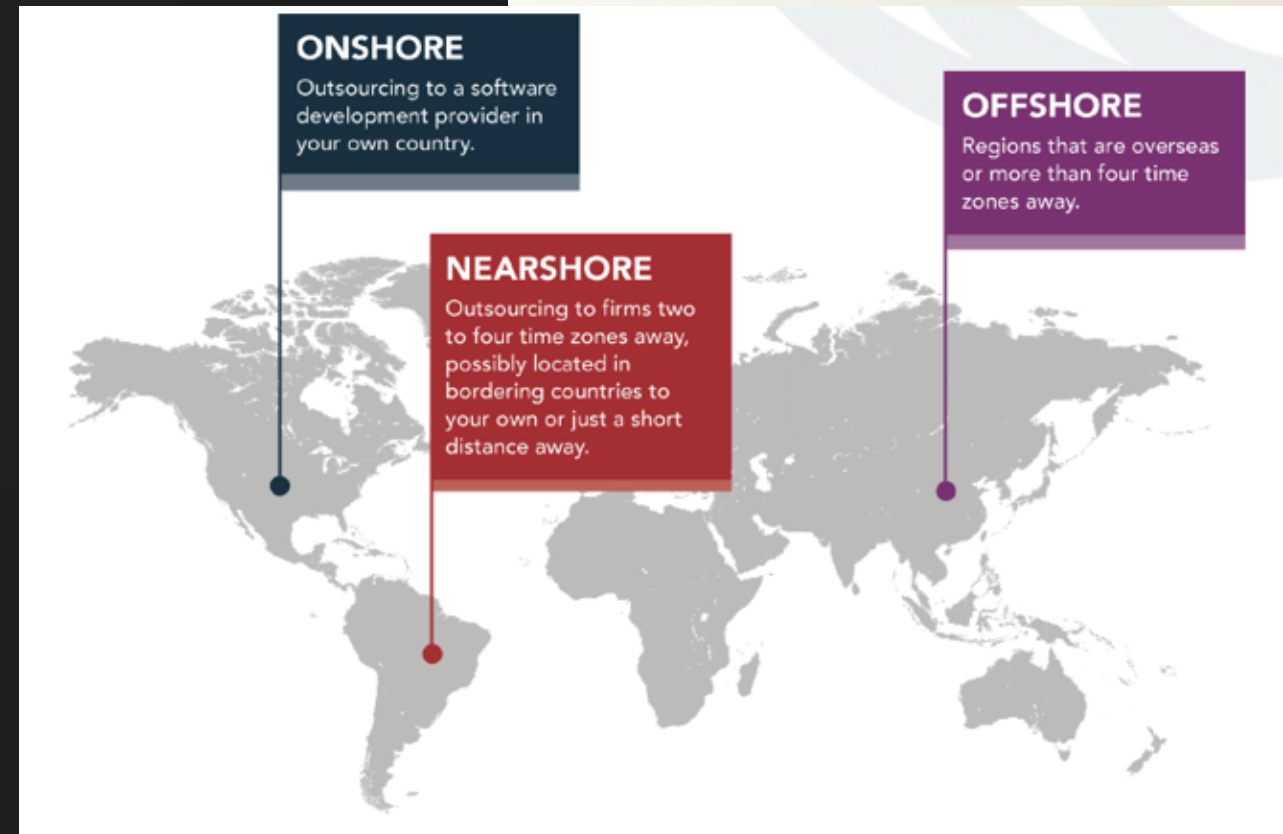 ONSHORE
Outsourcing to a software
development provider in
your own country.
NEARSHORE
Outsourcing to firms two
to four time zones away,
possibly located in
bordering countries to
your own or just a short
distance away.
OFFSHORE
Regions that are overseas
or more than four time
zones away.